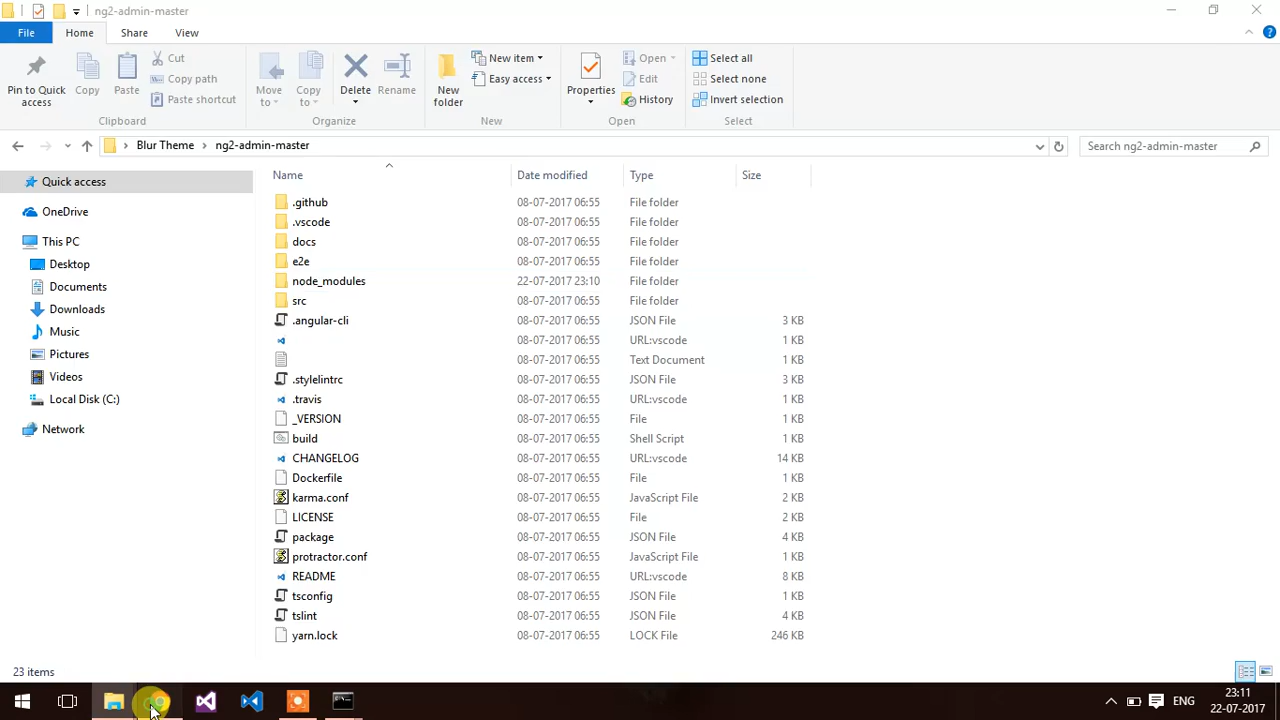 ng2-admin-master
File Home Share View
Pin to Quick access
Copy
Paste
Cut
Copy path
Paste shortcut
Clipboard
Move to
Copy to
Delete
Rename
Organize
New folder
New item
Easy access
New
Properties
Open
Edit
History
Open
Select all
Select none
Invert selection
Select
Blur Theme ng2-admin-master
Search ng2-admin-master
Quick access
OneDrive
This PC
Desktop
Documents
Downloads
Music
Pictures
Videos
Local Disk (C:)
Network
Name Date modified Type Size
.github 08-07-2017 06:55 File folder
.vscode 08-07-2017 06:55 File folder
docs 08-07-2017 06:55 File folder
e2e 08-07-2017 06:55 File folder
node_modules 22-07-2017 23:10 File folder
src 08-07-2017 06:55 File folder
.angular-cli 08-07-2017 06:55 JSON File 3 KB
08-07-2017 06:55 URL:vscode 1 KB
08-07-2017 06:55 Text Document 1 KB
.stylelintrc 08-07-2017 06:55 JSON File 3 KB
.travis 08-07-2017 06:55 URL:vscode 1 KB
_VERSION 08-07-2017 06:55 File 1 KB
build 08-07-2017 06:55 Shell Script 1 KB
CHANGELOG 08-07-2017 06:55 URL:vscode 14 KB
Dockerfile 08-07-2017 06:55 File 1 KB
karma.conf 08-07-2017 06:55 JavaScript File 2 KB
LICENSE 08-07-2017 06:55 File 2 KB
package 08-07-2017 06:55 JSON File 4 KB
protractor.conf 08-07-2017 06:55 JavaScript File 1 KB
README 08-07-2017 06:55 URL:vscode 8 KB
tsconfig 08-07-2017 06:55 JSON File 1 KB
tslint 08-07-2017 06:55 JSON File 4 KB
yarn.lock 08-07-2017 06:55 LOCK File 246 KB
23 items
ENG
23:11
22-07-2017